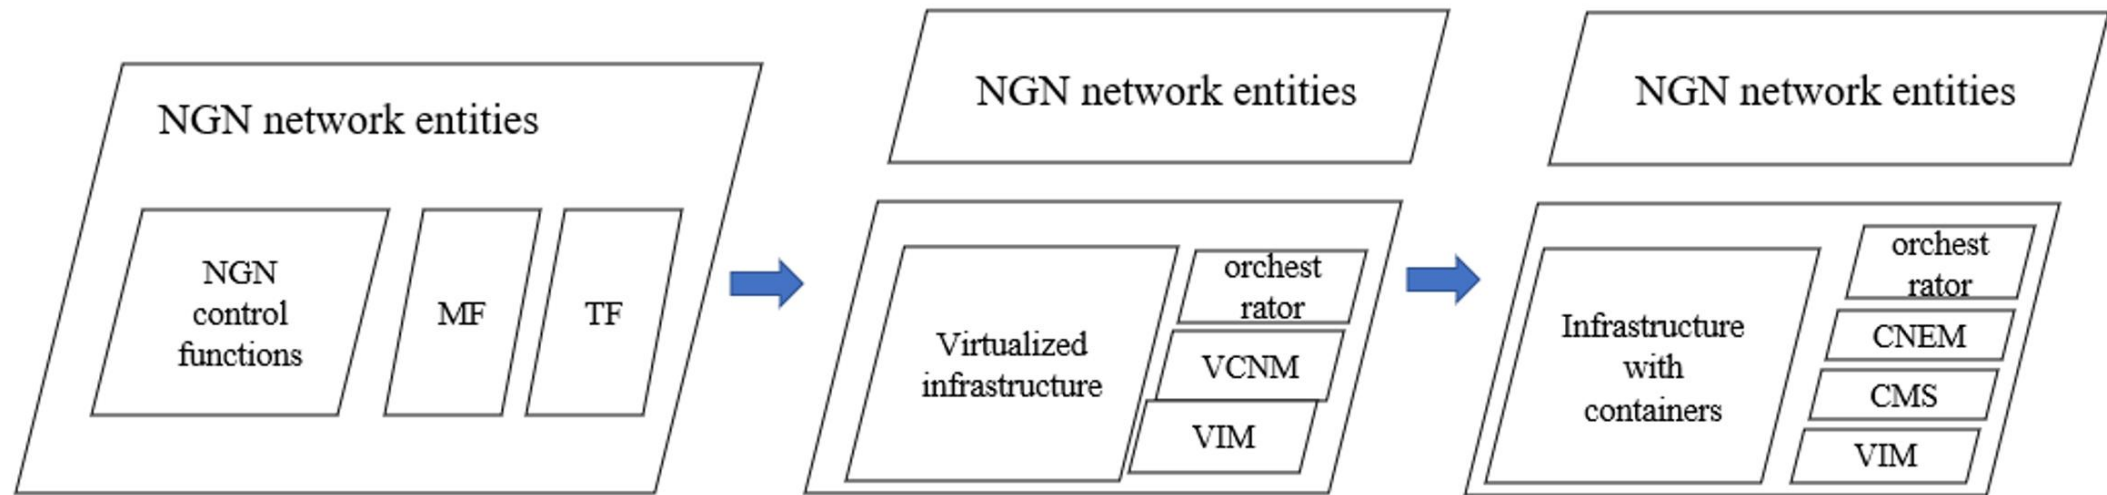 NGN network entities
NGN
control
functions
MF
TF
NGN network entities
Virtualized
infrastructure
orchest
rator
VCNM
VIM
NGN network entities
Infrastructure
with
containers
orchest
rator
CNEM
CMS
VIM